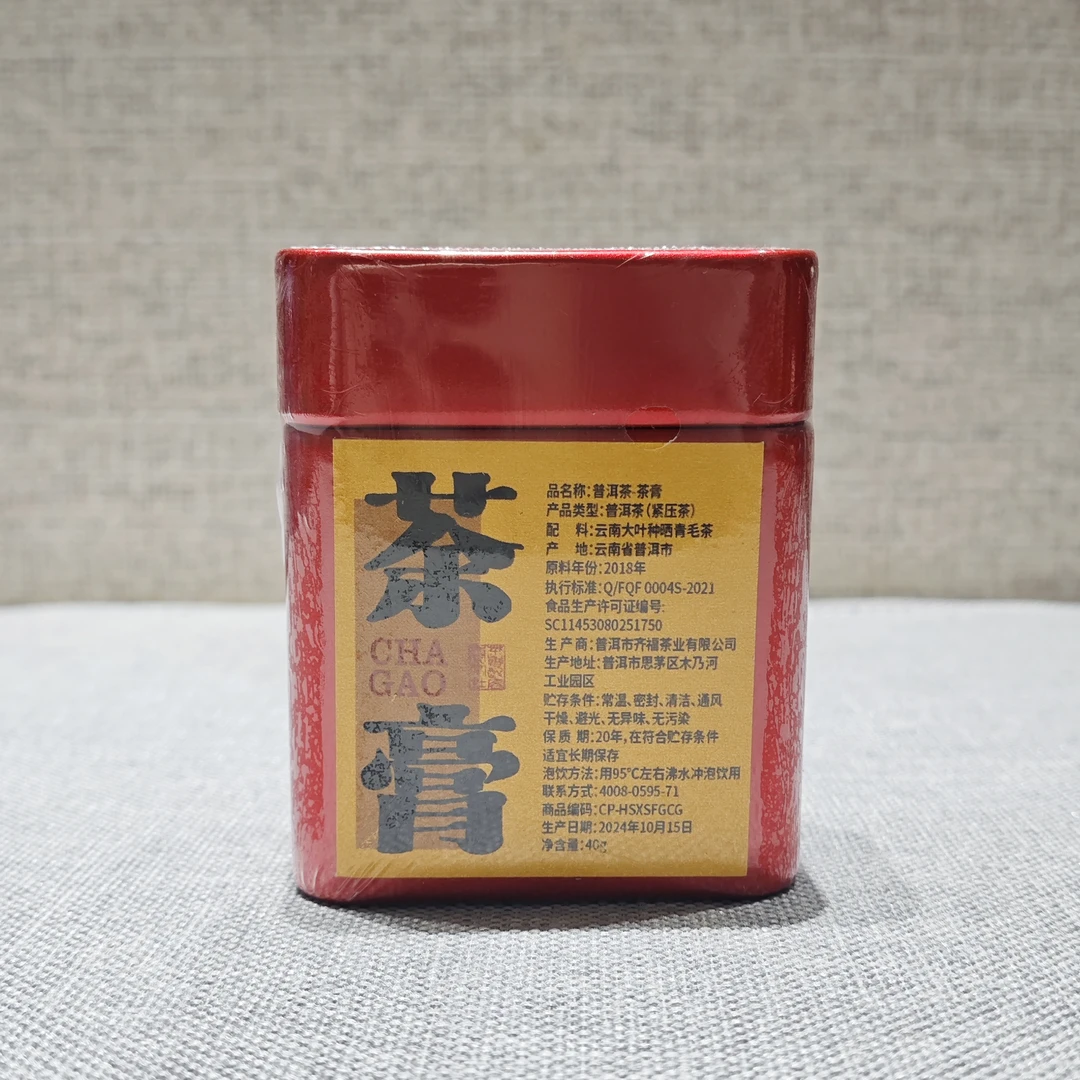 茶膏
CHA
GAO
品名称:普洱茶·茶膏
产品类型:普洱茶(紧压茶)
配 料:云南大叶种晒青毛茶
产 地:云南省普洱市
原料年份:2018年
执行标准:Q/FQF 0004S-2021
食品生产许可证编号:
SC11453080251750
生 产 商:普洱市齐福茶业有限公司
生产地址:普洱市思茅区木乃河
工业园区
贮存条件:常温、密封、清洁、通风
干燥、避光、无异味、无污染
保 质 期:20年,在符合贮存条件
适宜长期保存
泡饮方法:用95℃左右沸水冲泡饮用
联系方式:4008-0595-71
商品编码:CP-HSXSFGCG
生产日期:2024年10月15日
净含量:40g